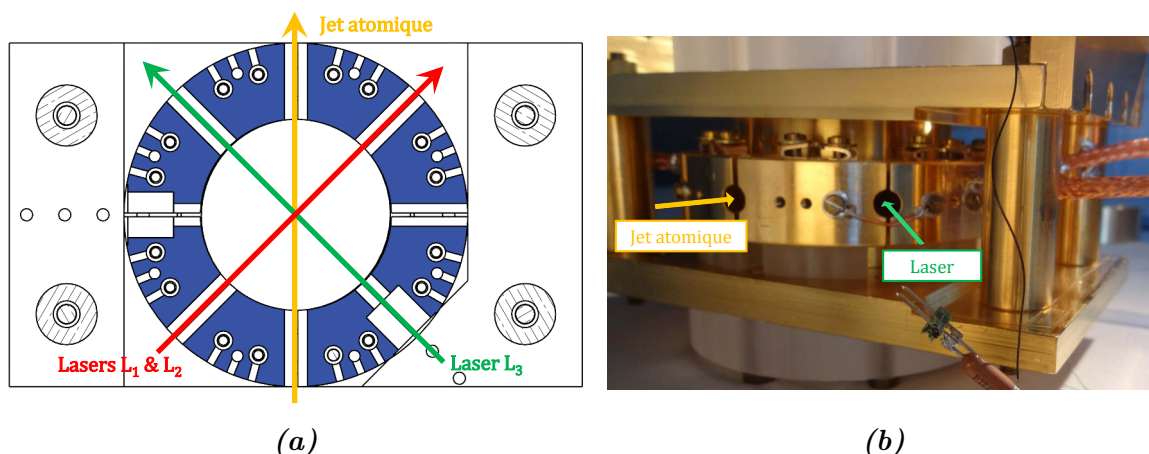 Jet atomique
Lasers L₁ & L₂
Laser L₃
Jet atomique
Laser
(a)
(b)